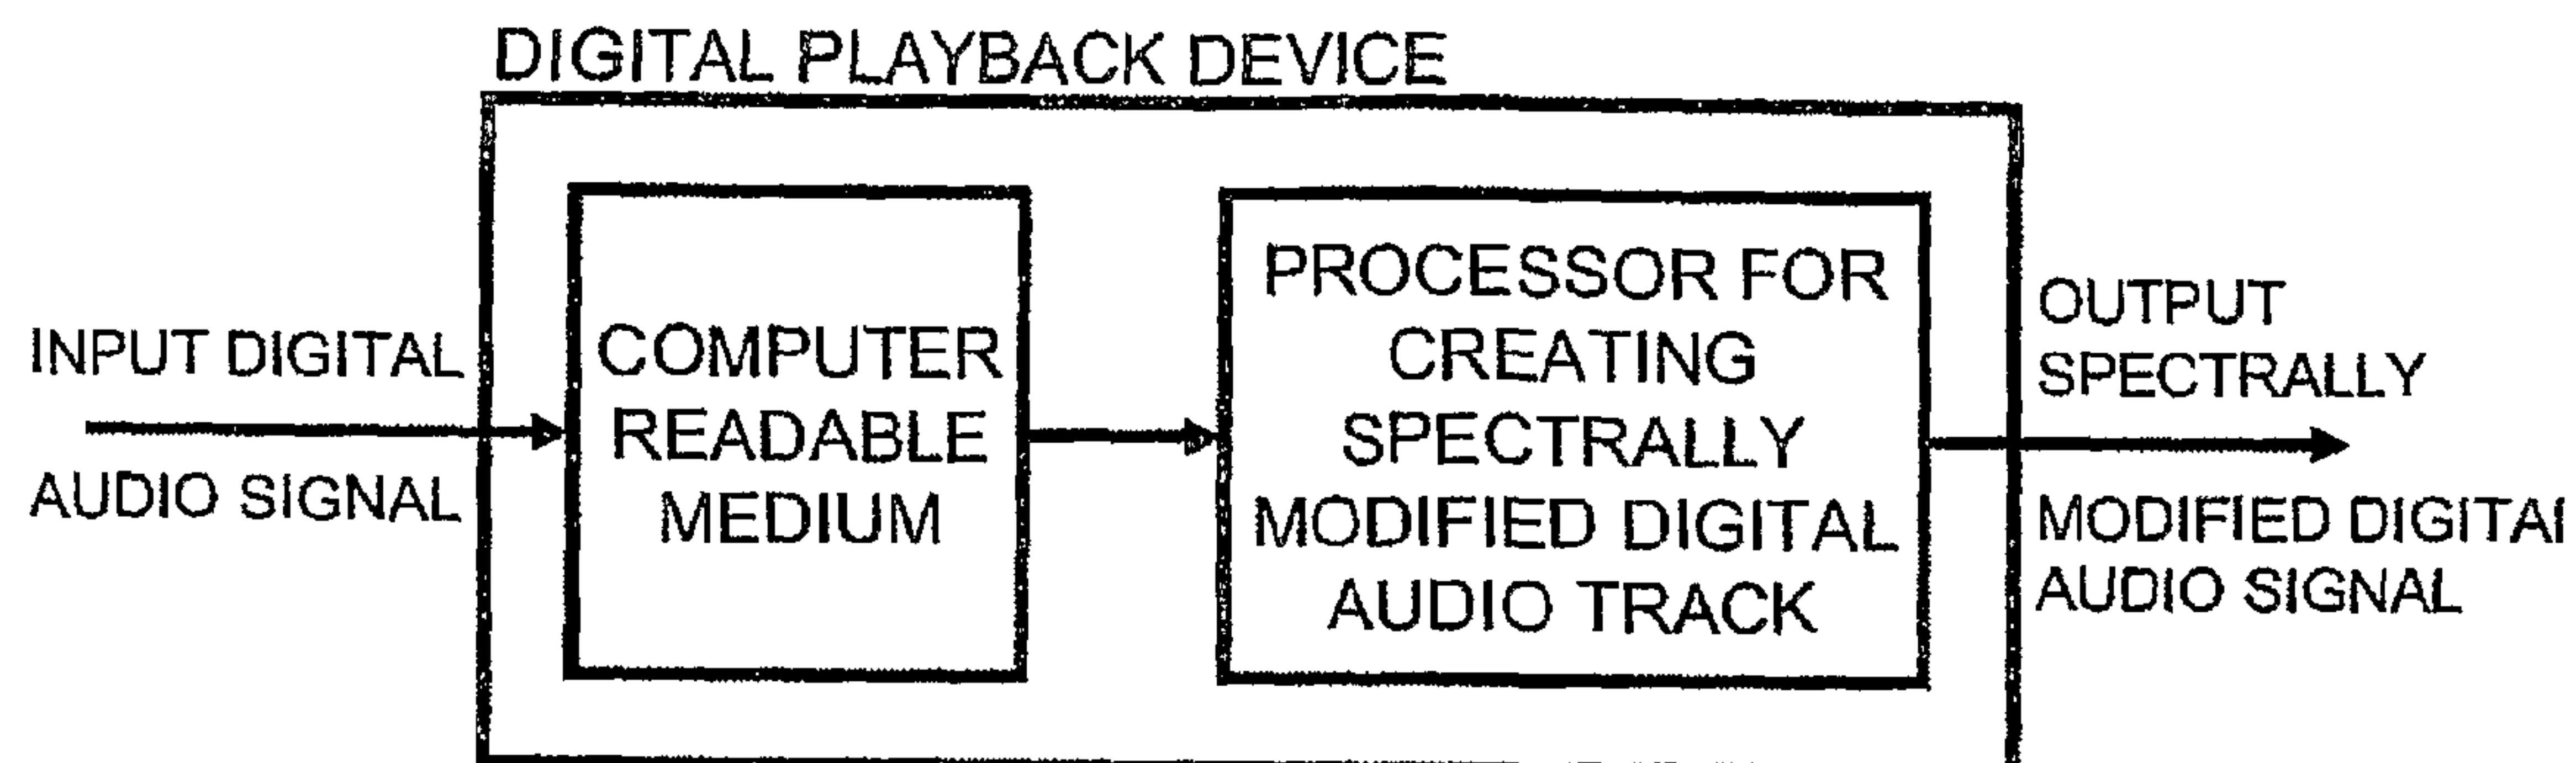 DIGITAL PLAYBACK DEVICE
INPUT DIGITAL
AUDIO SIGNAL
COMPUTER
READABLE
MEDIUM
PROCESSOR FOR
CREATING
SPECTRALLY
MODIFIED DIGITAL
AUDIO TRACK
OUTPUT
SPECTRALLY
MODIFIED DIGITAl
AUDIO SIGNAL